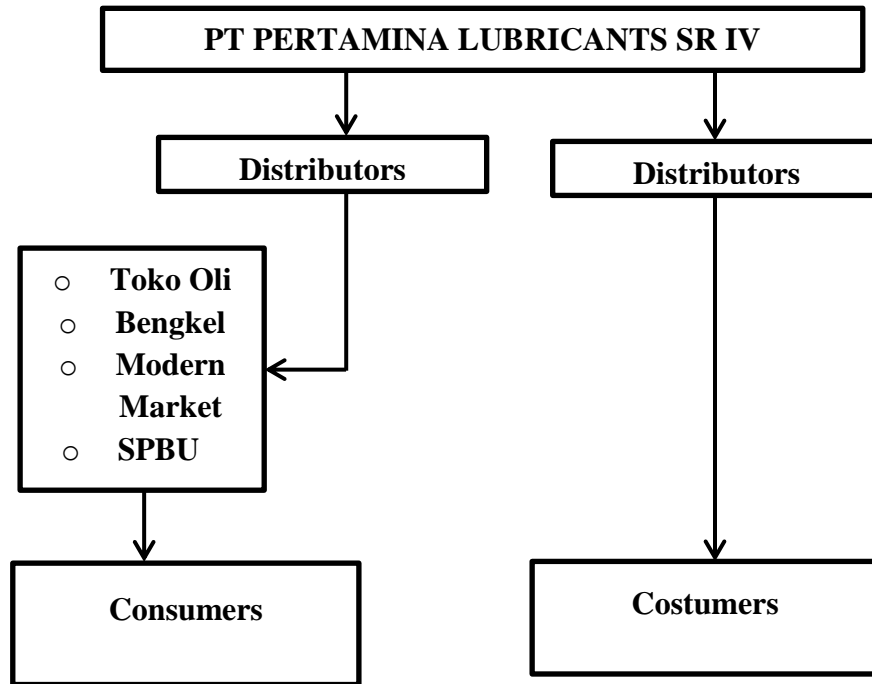 PT PERTAMINA LUBRICANTS SR IV
Distributors
Distributors
○ Toko Oli
○ Bengkel
○ Modern
Market
○ SPBU
Consumers
Costumers